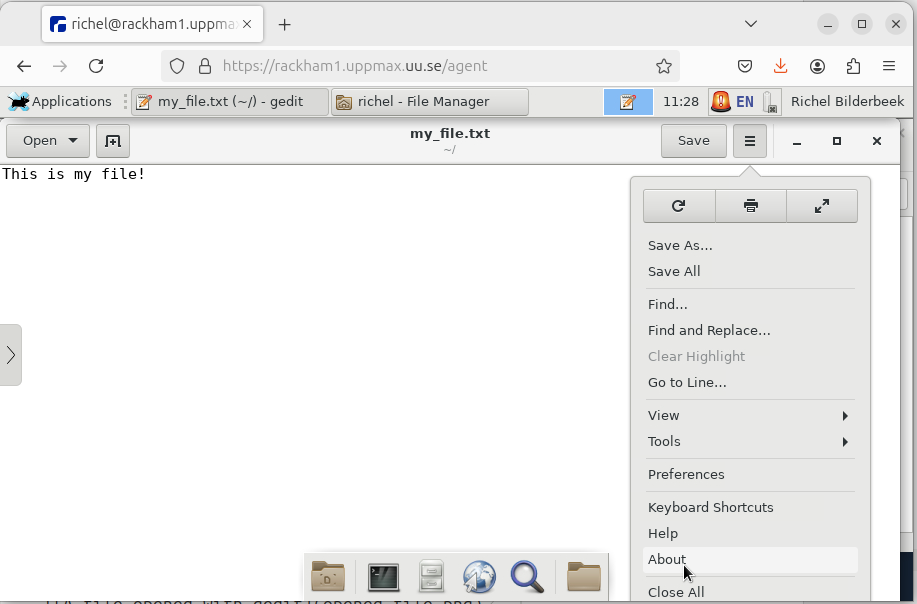 richel@rackham1.uppma
https://rackham1.uppmax.uu.se/agent
Applications
my_file.txt (~/) - gedit
richel - File Manager
11:28
EN
Richel Bilderbeek
Open
my_file.txt
~/
Save
This is my file!
Save As...
Save All
Find...
Find and Replace...
Clear Highlight
Go to Line...
View
Tools
Preferences
Keyboard Shortcuts
Help
About
Close All